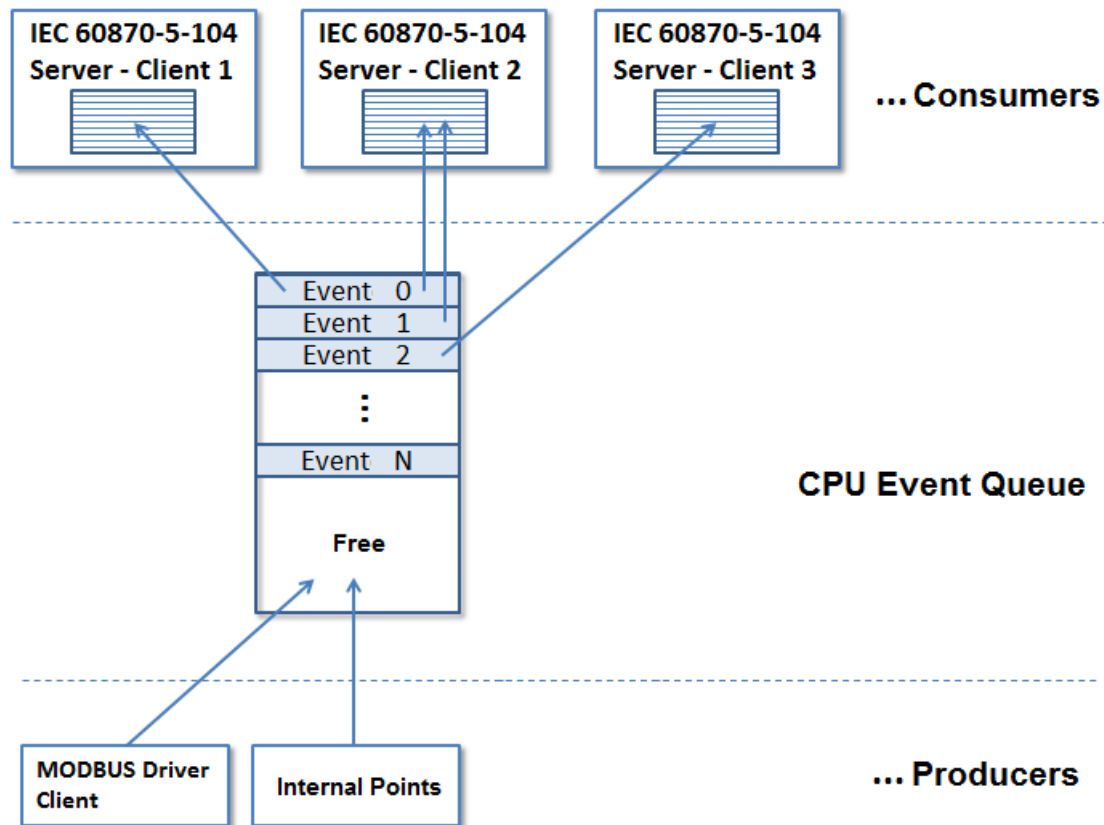 IEC 60870-5-104
Server - Client 1
IEC 60870-5-104
Server - Client 2
IEC 60870-5-104
Server - Client 3
... Consumers
Event 0
Event 1
Event 2
⋮
Event N
CPU Event Queue
Free
MODBUS Driver
Client
Internal Points
... Producers